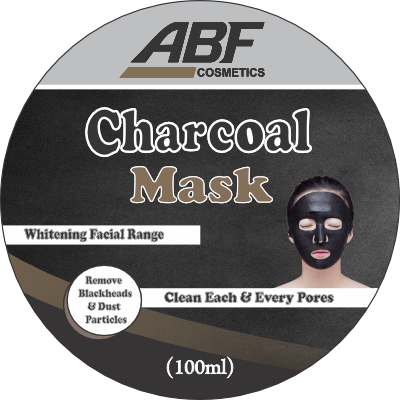 ABF
COSMETICS
Charcoal
Mask
Whitening Facial Range
Remove
Blackheads
& Dust
Particles
Clean Each & Every Pores
(100ml)